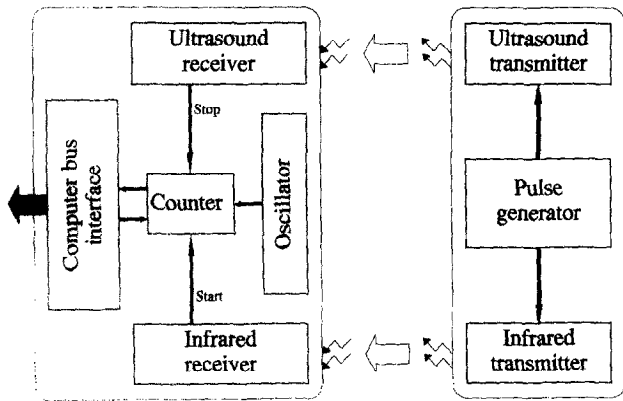 Ultrasound
receiver
Ultrasound
transmitter
Stop
Computer bus
interface
Counter
Oscillator
Pulse
generator
Start
Infrared
receiver
Infrared
transmitter